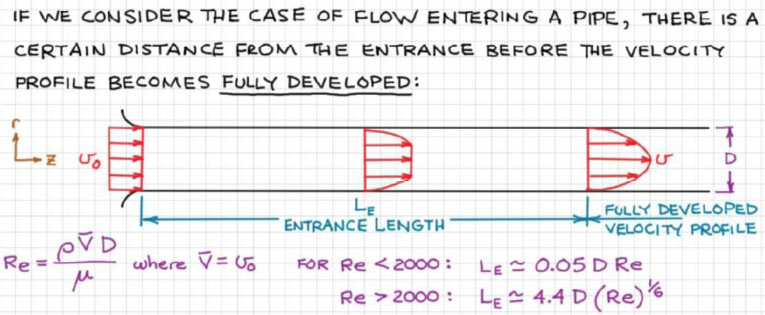 IF WE CONSIDER THE CASE OF FLOW ENTERING A PIPE, THERE IS A
CERTAIN DISTANCE FROM THE ENTRANCE BEFORE THE VELOCITY
PROFILE BECOMES FULLY DEVELOPED:
r
z
υ₀
υ
D
L_E
ENTRANCE LENGTH
FULLY DEVELOPED
VELOCITY PROFILE
Re = ρV̄D/μ where V̄ = υ₀ FOR Re < 2000 : L_E ≃ 0.05 D Re
Re > 2000 : L_E ≃ 4.4 D (Re)^1/6